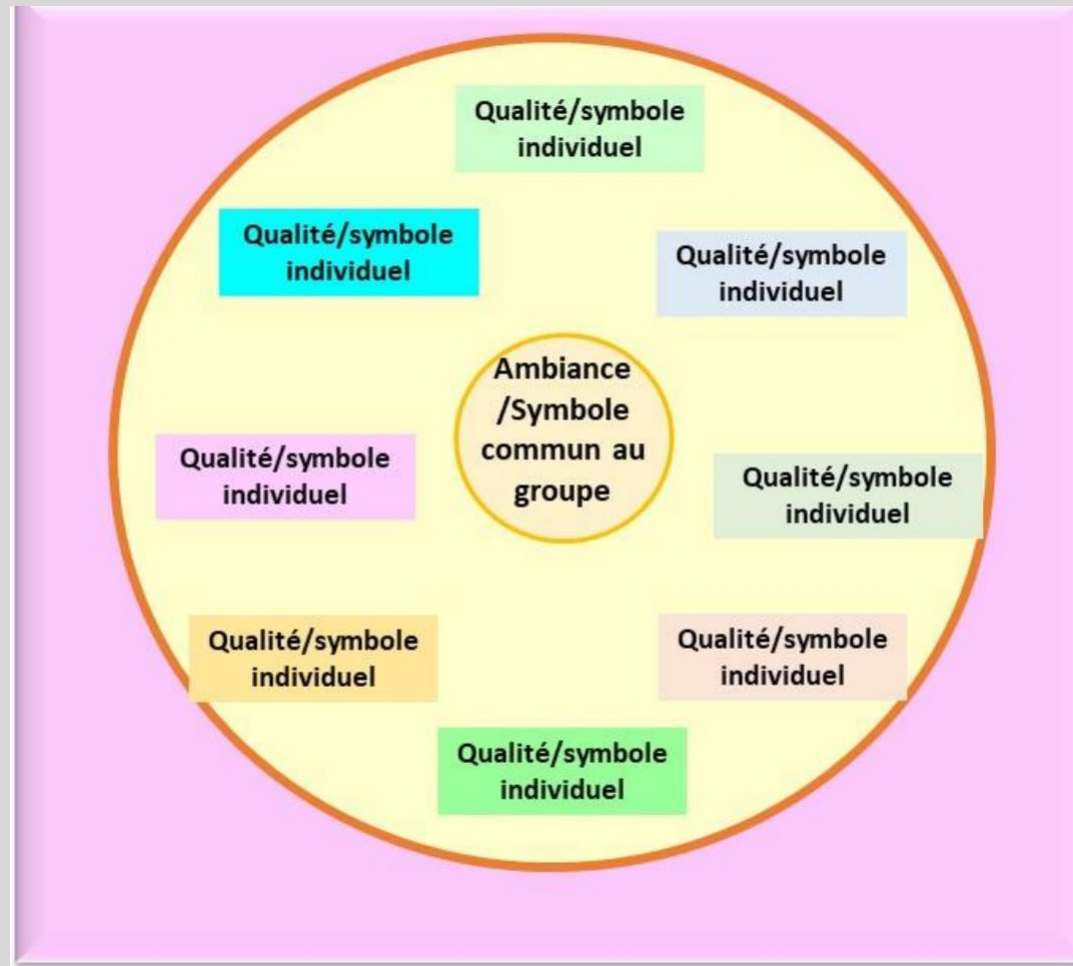 Qualité/symbole
individuel
Qualité/symbole
individuel
Qualité/symbole
individuel
Ambiance
/Symbole
commun au
groupe
Qualité/symbole
individuel
Qualité/symbole
individuel
Qualité/symbole
individuel
Qualité/symbole
individuel
Qualité/symbole
individuel